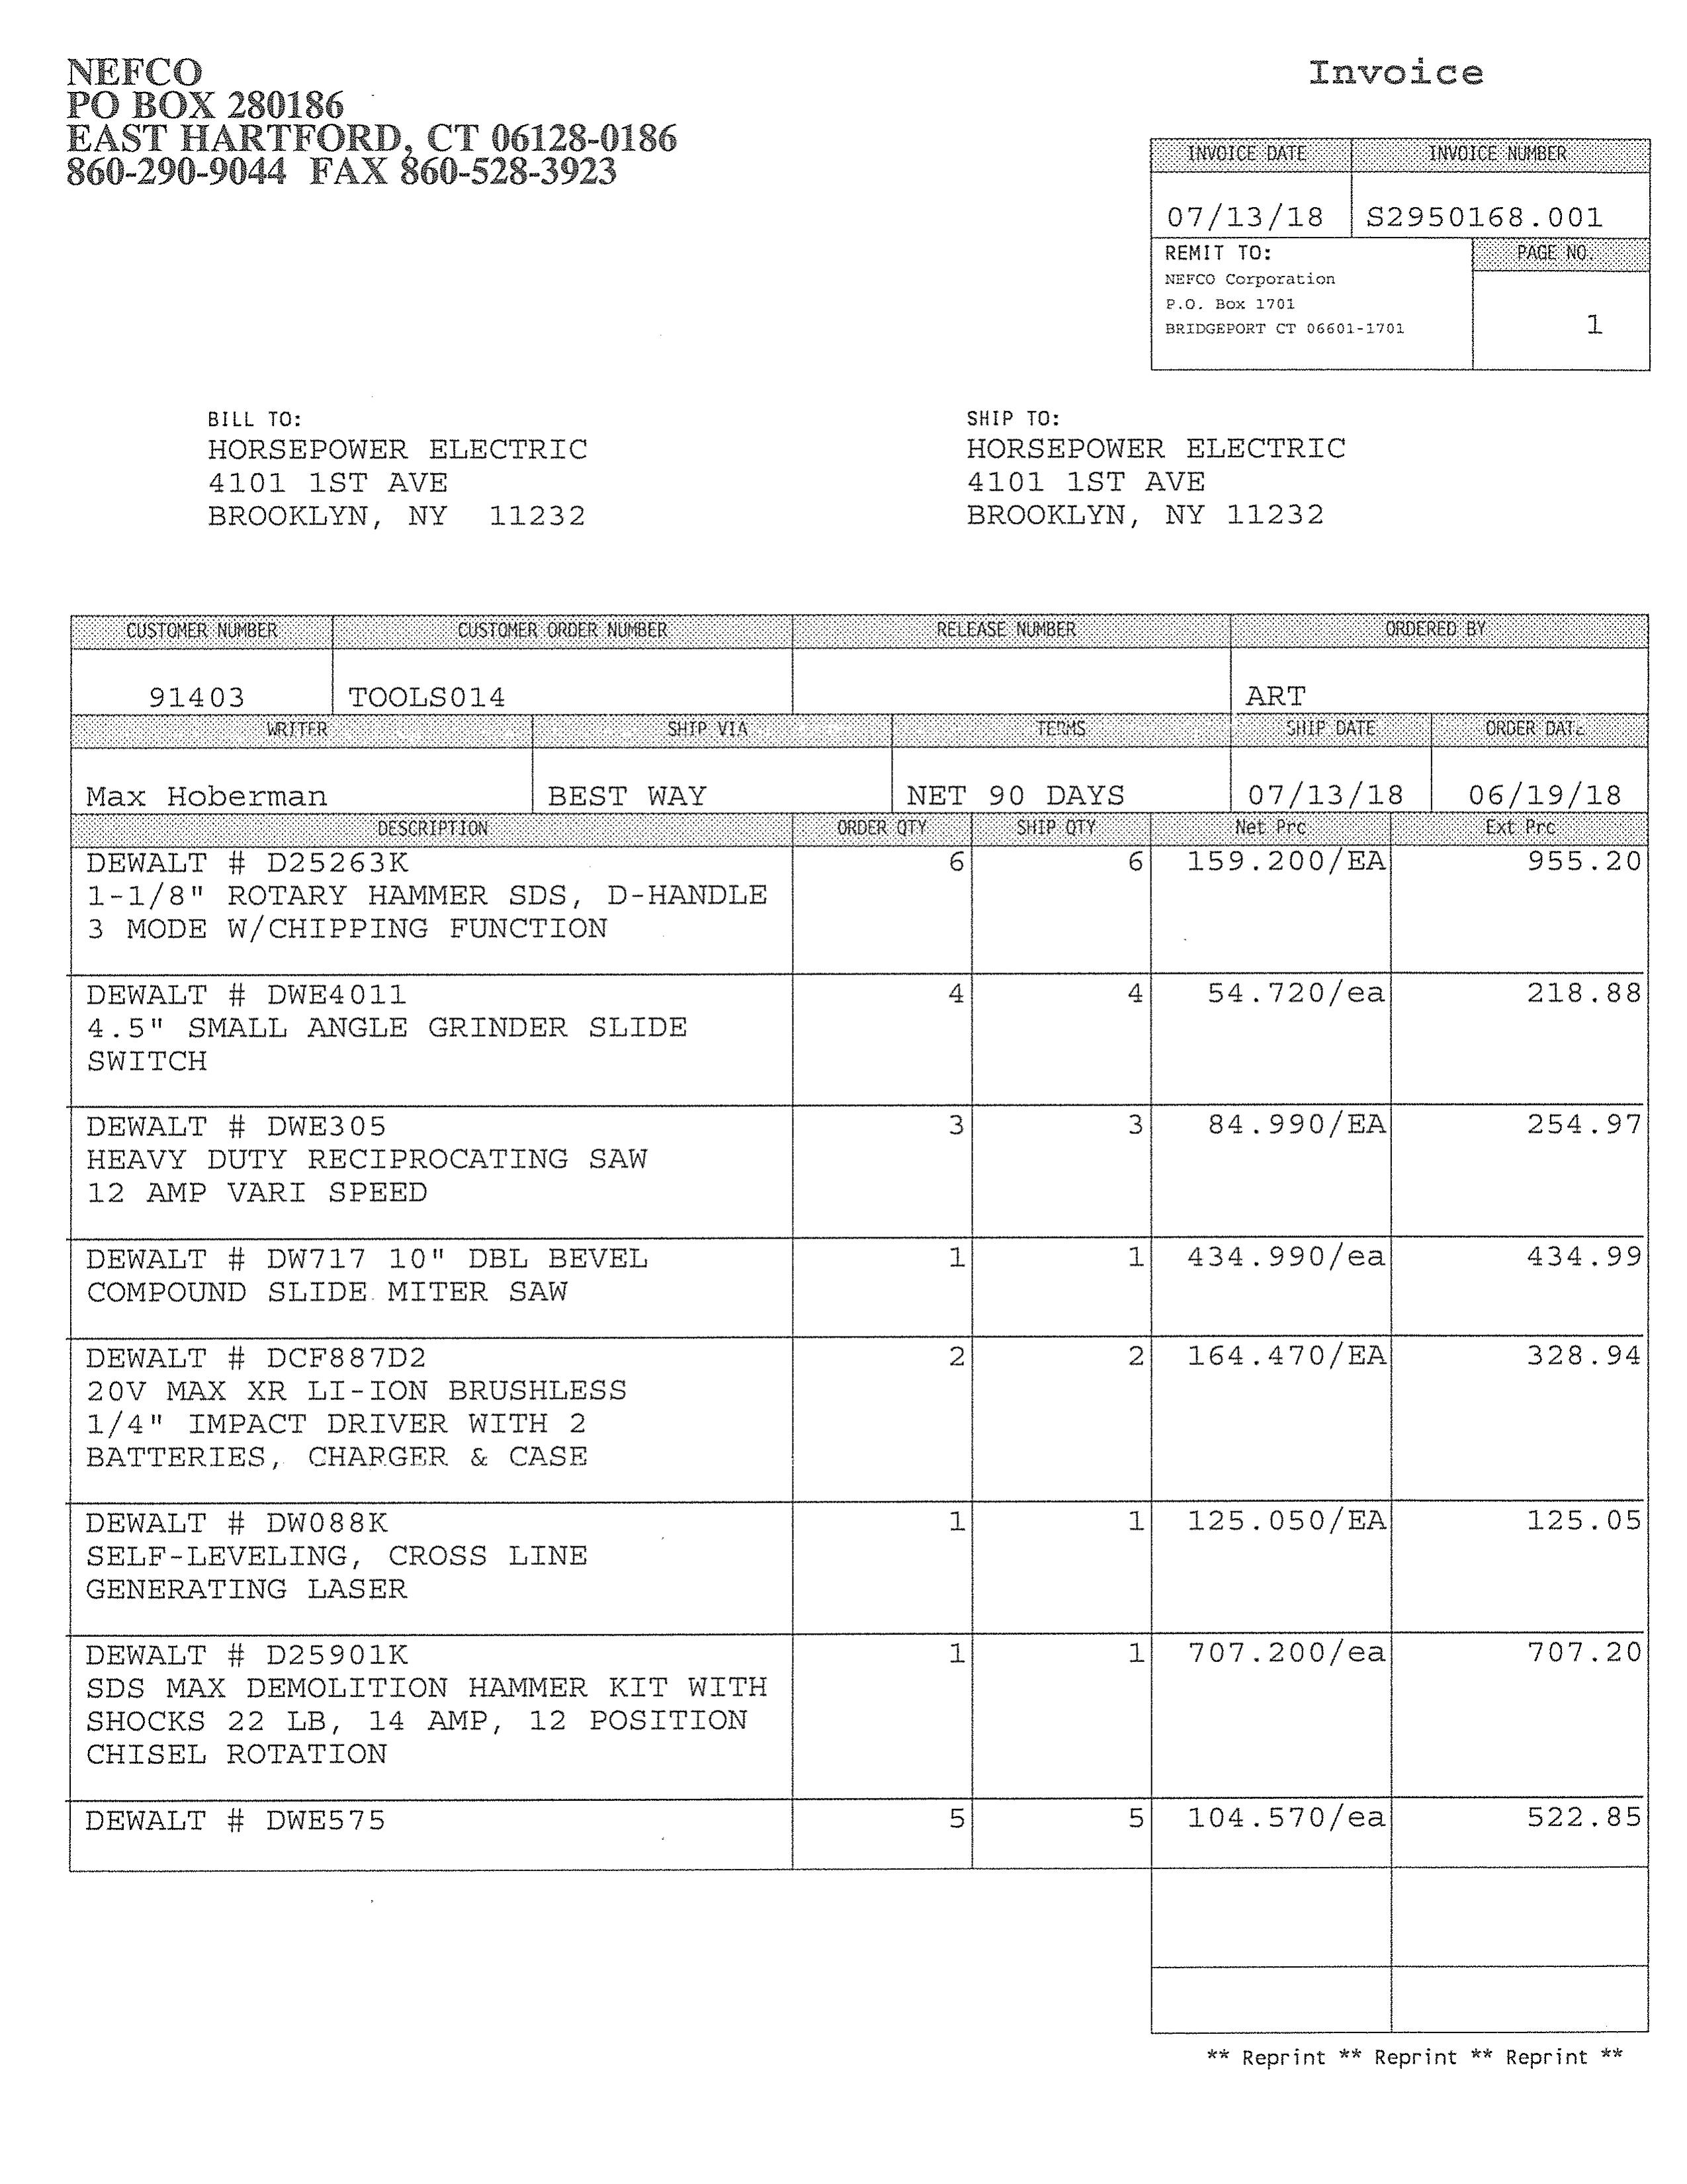 NEFCO
PO BOX 280186
EAST HARTFORD, CT 06128-0186
860-290-9044 FAX 860-528-3923
Invoice
INVOICE DATE INVOICE NUMBER
07/13/18 S2950168.001
REMIT TO: PAGE NO.
NEFCO Corporation
P.O. Box 1701
BRIDGEPORT CT 06601-1701
1
BILL TO:
HORSEPOWER ELECTRIC
4101 1ST AVE
BROOKLYN, NY 11232
SHIP TO:
HORSEPOWER ELECTRIC
4101 1ST AVE
BROOKLYN, NY 11232
CUSTOMER NUMBER CUSTOMER ORDER NUMBER RELEASE NUMBER ORDERED BY
91403 TOOLS014 ART
WRITER SHIP VIA TERMS SHIP DATE ORDER DATE
Max Hoberman BEST WAY NET 90 DAYS 07/13/18 06/19/18
DESCRIPTION ORDER QTY SHIP QTY Net Prc Ext Prc
DEWALT # D25263K 6 6 159.200/EA 955.20
1-1/8" ROTARY HAMMER SDS, D-HANDLE
3 MODE W/CHIPPING FUNCTION
DEWALT # DWE4011 4 4 54.720/ea 218.88
4.5" SMALL ANGLE GRINDER SLIDE
SWITCH
DEWALT # DWE305 3 3 84.990/EA 254.97
HEAVY DUTY RECIPROCATING SAW
12 AMP VARI SPEED
DEWALT # DW717 10" DBL BEVEL 1 1 434.990/ea 434.99
COMPOUND SLIDE MITER SAW
DEWALT # DCF887D2 2 2 164.470/EA 328.94
20V MAX XR LI-ION BRUSHLESS
1/4" IMPACT DRIVER WITH 2
BATTERIES, CHARGER & CASE
DEWALT # DW088K 1 1 125.050/EA 125.05
SELF-LEVELING, CROSS LINE
GENERATING LASER
DEWALT # D25901K 1 1 707.200/ea 707.20
SDS MAX DEMOLITION HAMMER KIT WITH
SHOCKS 22 LB, 14 AMP, 12 POSITION
CHISEL ROTATION
DEWALT # DWE575 5 5 104.570/ea 522.85
** Reprint ** Reprint ** Reprint **